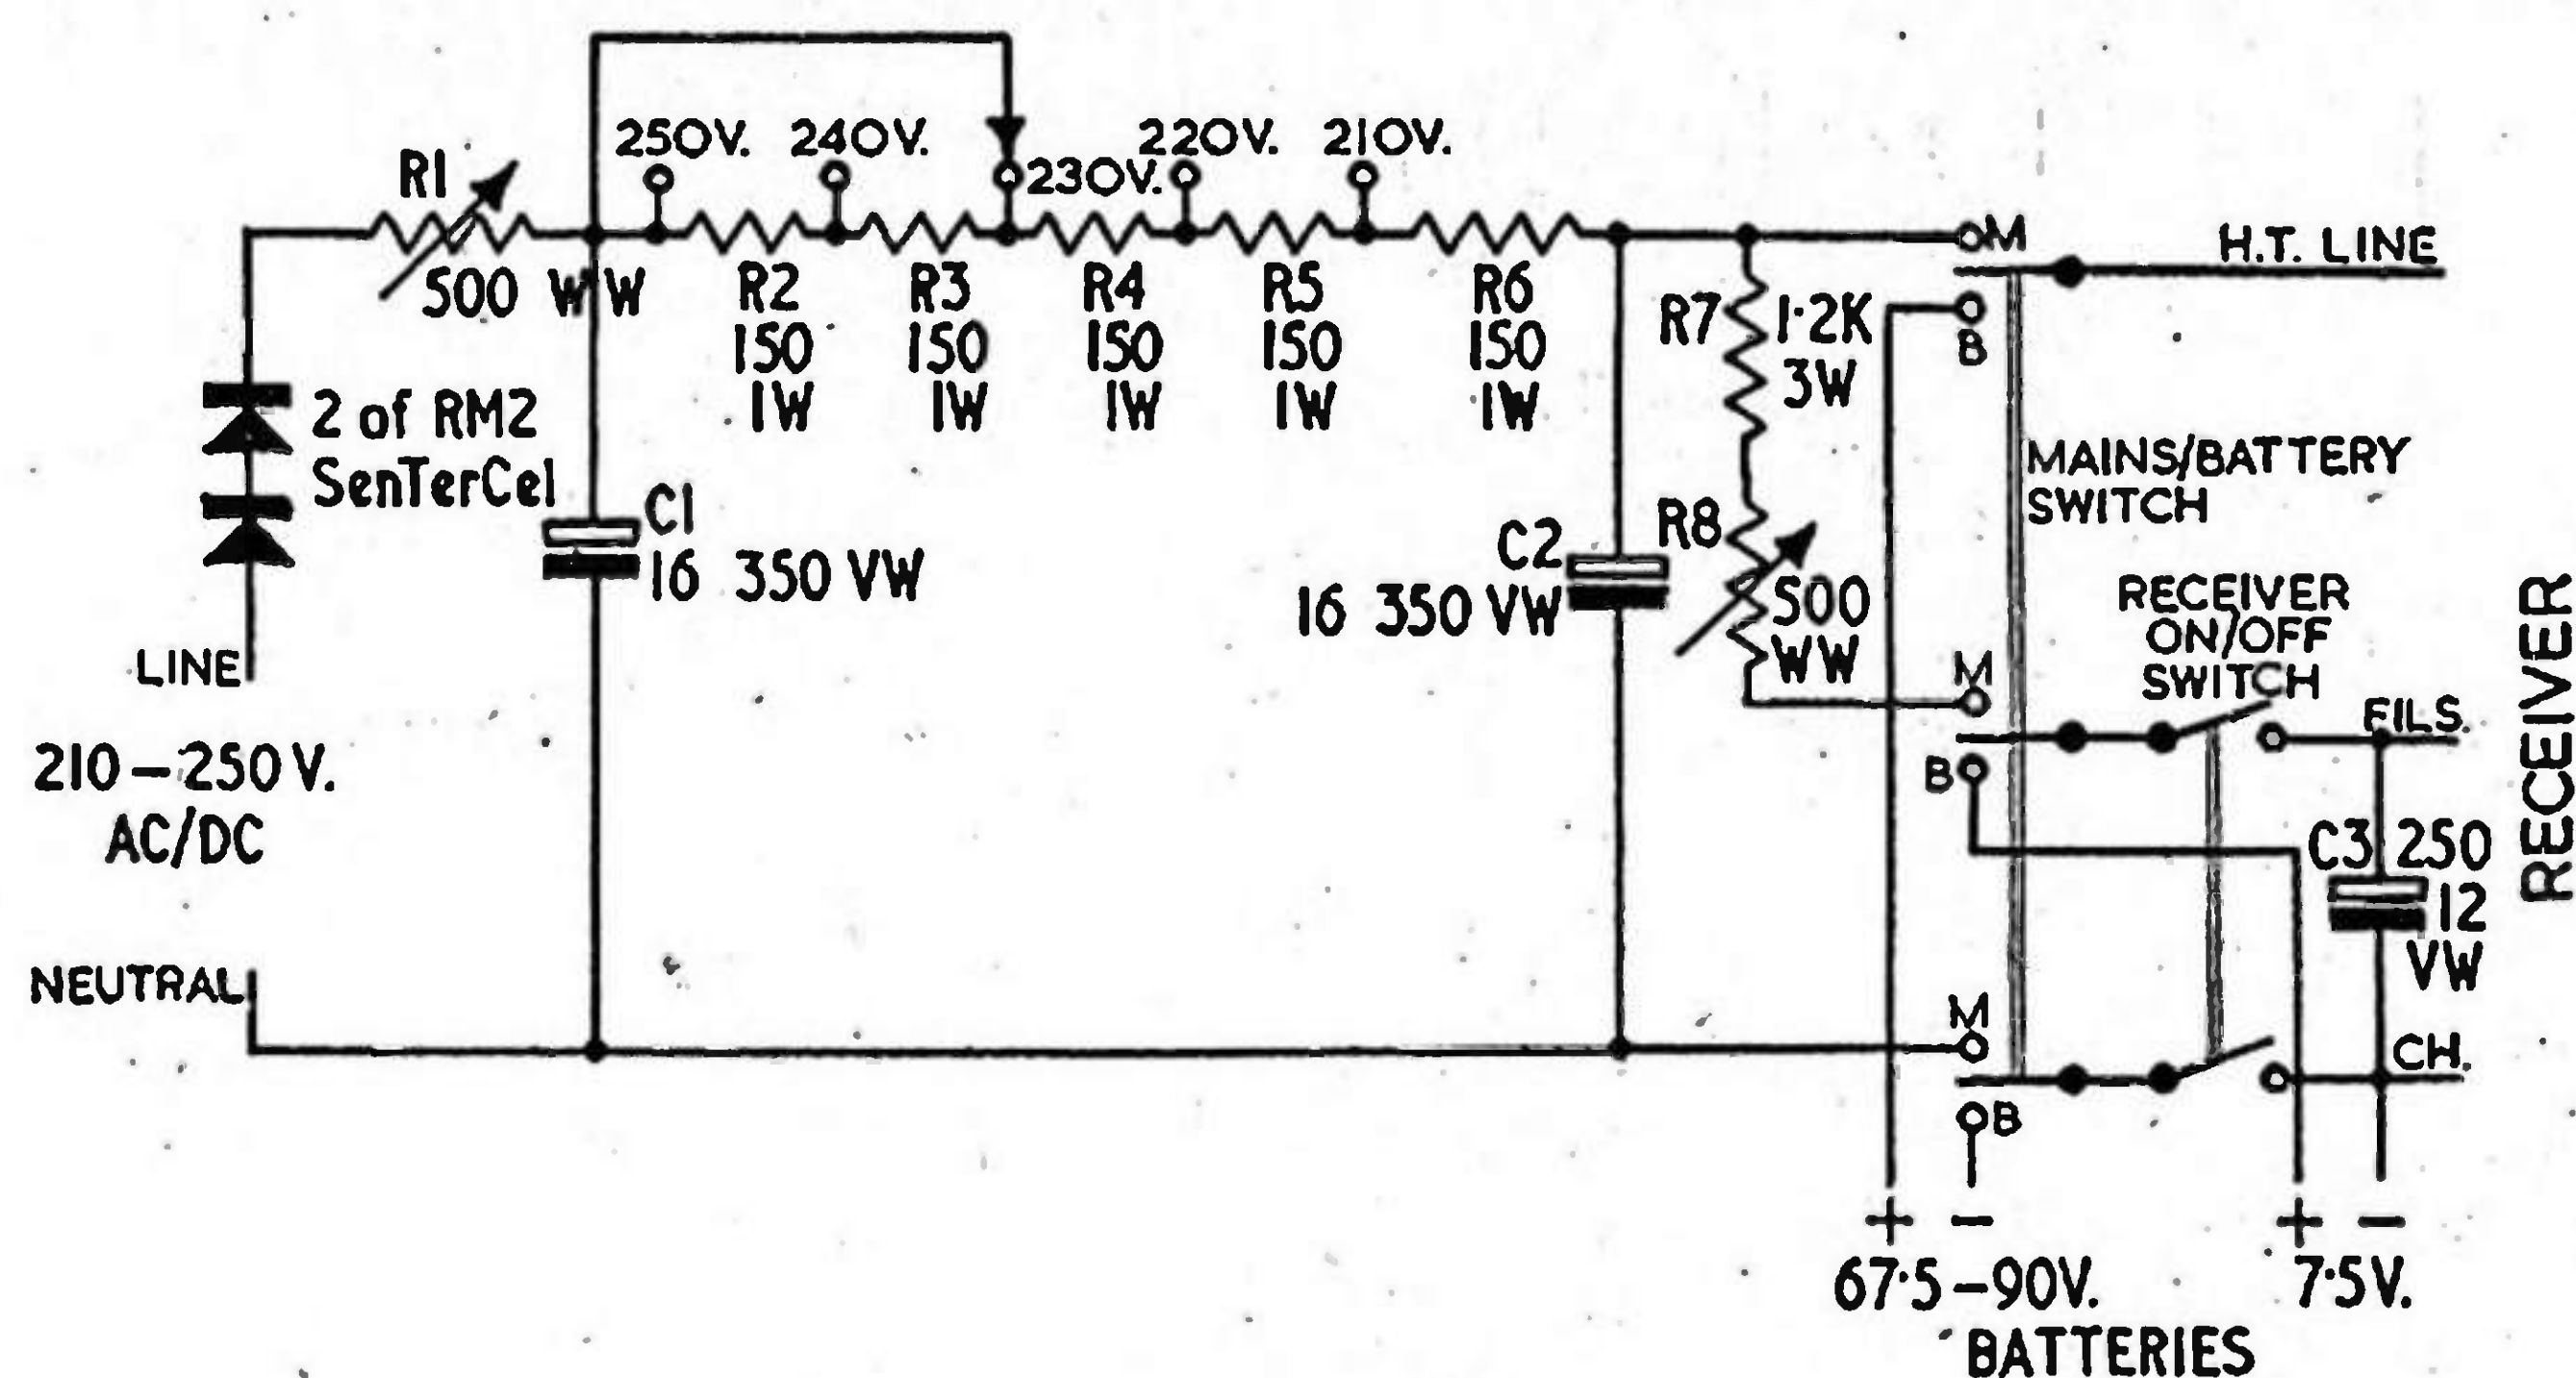 250V. 240V. 220V. 210V.
230V.
R1
500 WW
R2
150
1W
R3
150
1W
R4
150
1W
R5
150
1W
R6
150
1W
M
H.T. LINE
B
R7 1·2K
3W
2 of RM2
SenTerCel
C1
16 350 VW
C2
16 350 VW
R8
500
WW
MAINS/BATTERY
SWITCH
RECEIVER
ON/OFF
SWITCH
M
B
FILS.
RECEIVER
LINE
210–250V.
AC/DC
NEUTRAL
C3 250
12
VW
M
B
CH.
+ –
67·5–90V.
+ –
7·5V.
BATTERIES